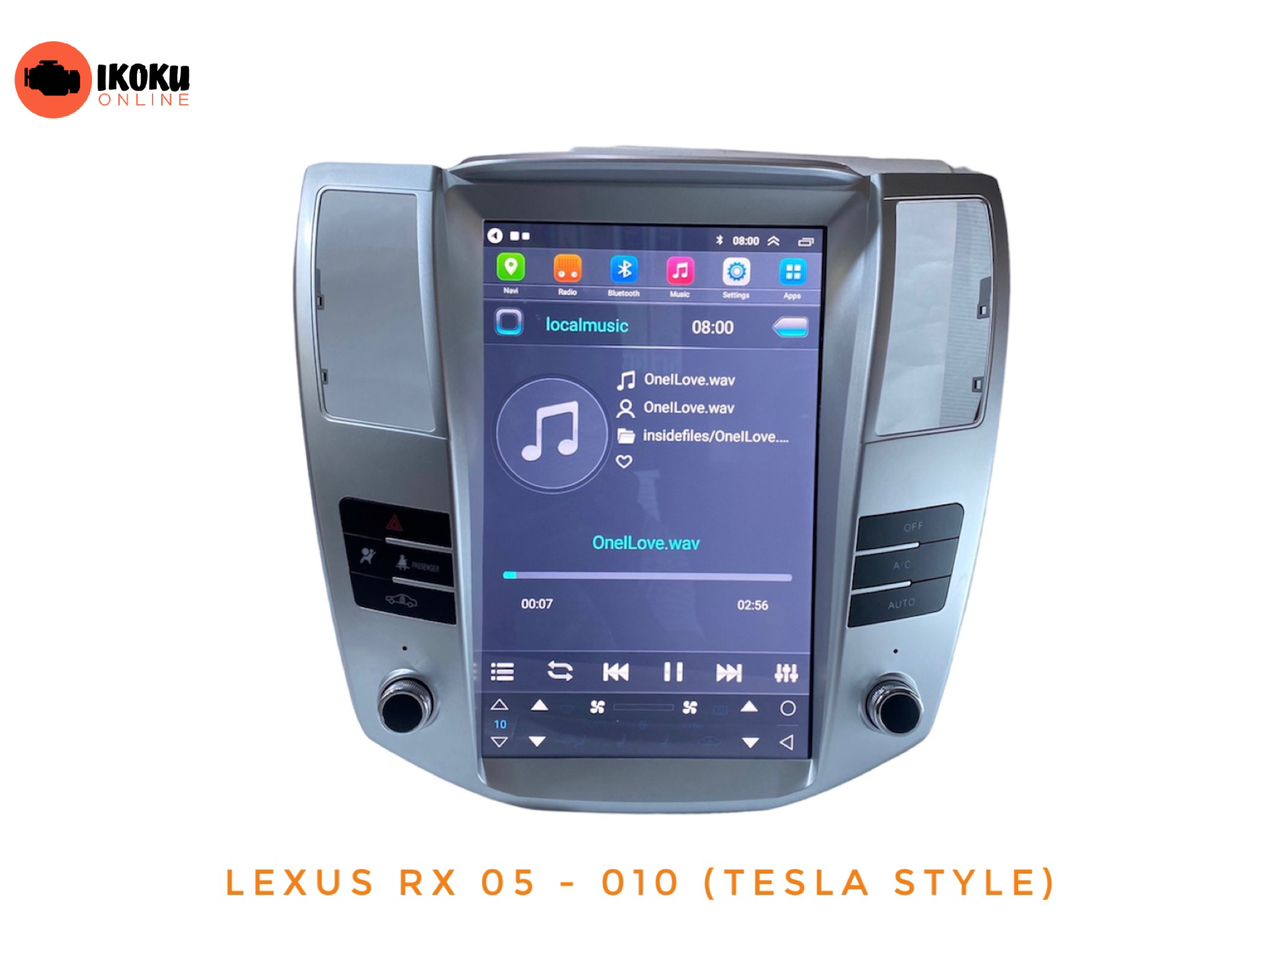 IKOKU
ONLINE
08:00
Navi
Radio
Bluetooth
Music
Settings
Apps
localmusic
08:00
OnelLove.wav
OnelLove.wav
insidefiles/OnelLove....
OnelLove.wav
00:07
02:56
10
PASSENGER
OFF
A/C
AUTO
LEXUS RX 05 - 010 (TESLA STYLE)